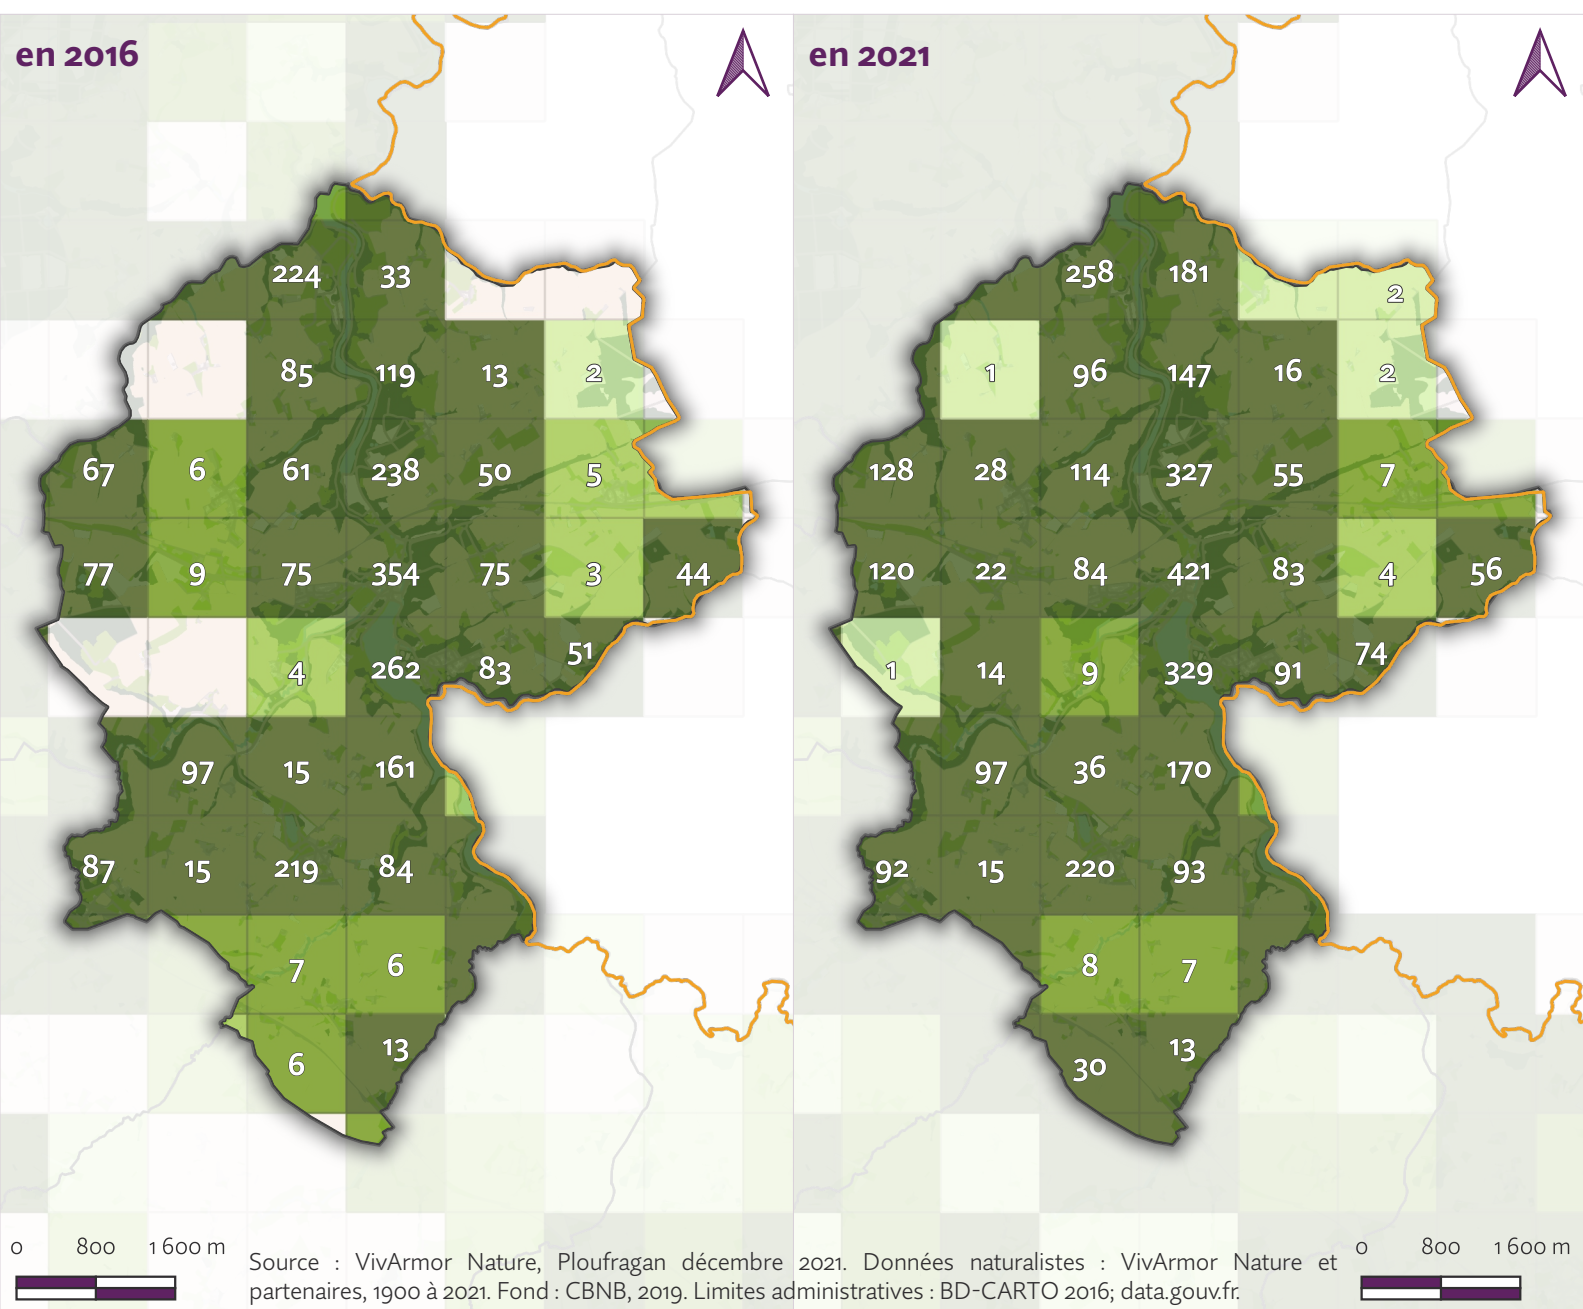 en 2016
224 33
85 119 13 2
67 6 61 238 50 5
77 9 75 354 75 3 44
4 262 83 51
97 15 161
87 15 219 84
7 6
6 13
0 800 1 600 m
en 2021
258 181 2
1 96 147 16 2
128 28 114 327 55 7
120 22 84 421 83 4 56
1 14 9 329 91 74
97 36 170
92 15 220 93
8 7
30 13
0 800 1 600 m
Source : VivArmor Nature, Ploufragan décembre 2021. Données naturalistes : VivArmor Nature et
partenaires, 1900 à 2021. Fond : CBNB, 2019. Limites administratives : BD-CARTO 2016; data.gouv.fr.